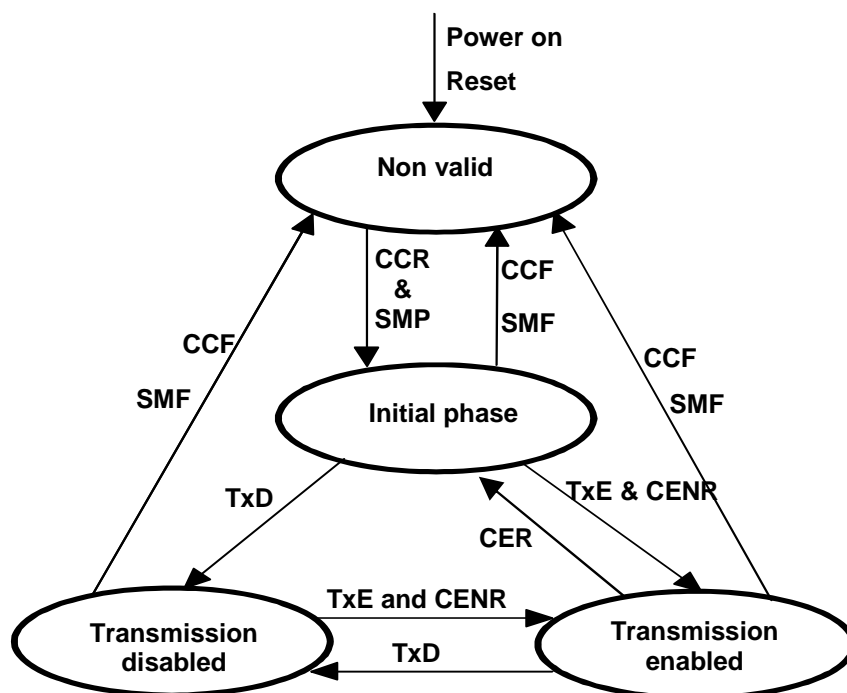 Power on
Reset
Non valid
CCR
&
SMP
CCF
SMF
CCF
SMF
CCF
SMF
Initial phase
TxD
TxE & CENR
CER
Transmission
disabled
TxE and CENR
TxD
Transmission
enabled